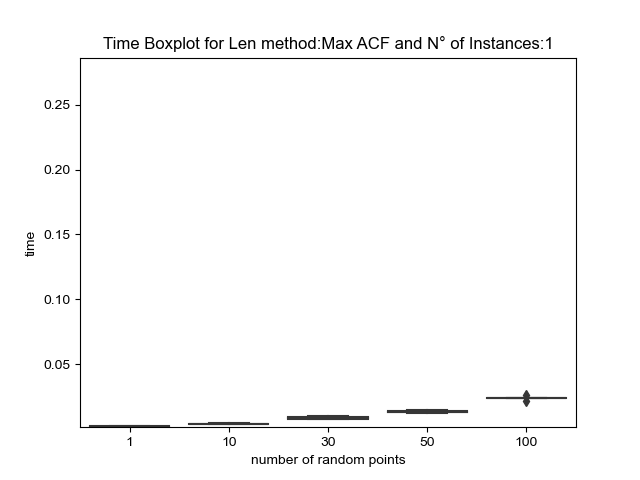 Time Boxplot for Len method:Max ACF and N° of Instances:1
0.25
0.20
0.15
0.10
0.05
time
1 10 30 50 100
number of random points